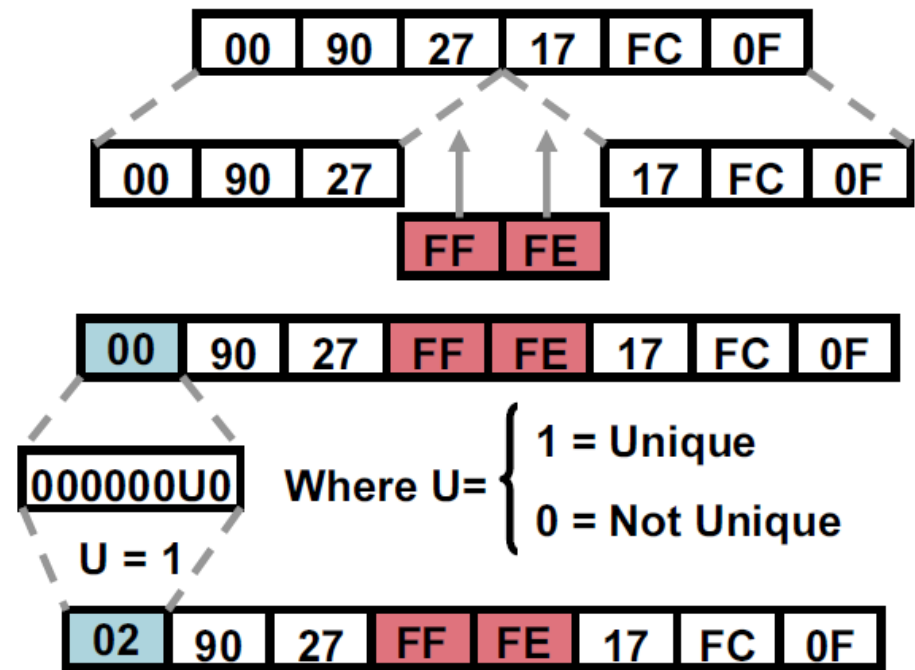 00 90 27 17 FC 0F
00 90 27 17 FC 0F
FF FE
00 90 27 FF FE 17 FC 0F
1 = Unique
000000U0 Where U=
0 = Not Unique
U = 1
02 90 27 FF FE 17 FC 0F